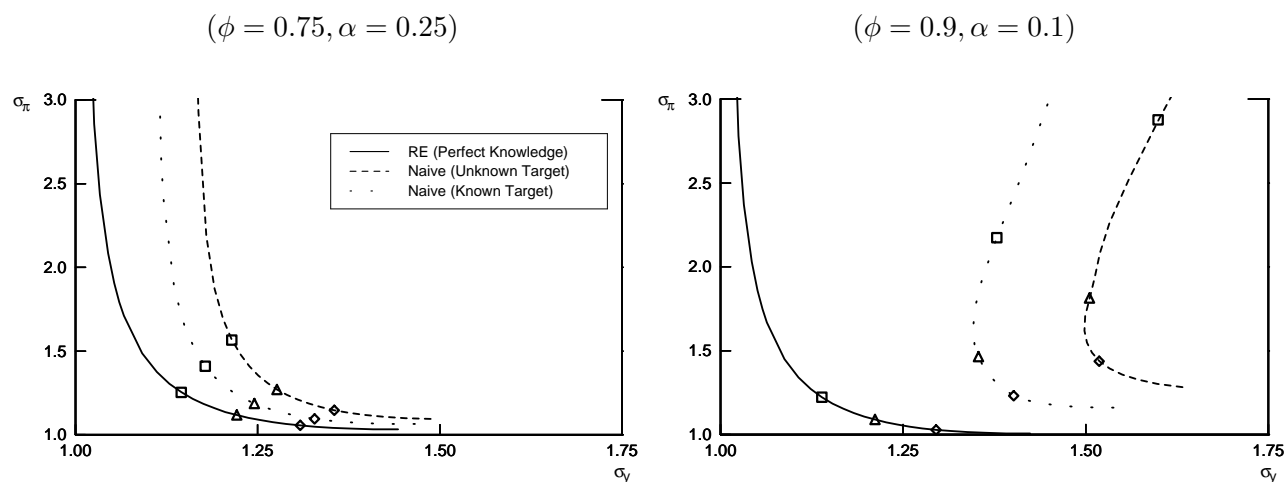 (ϕ = 0.75, α = 0.25)
(ϕ = 0.9, α = 0.1)
σπ
3.0
2.5
2.0
1.5
1.0
1.00
1.25
1.50
1.75
σy
RE (Perfect Knowledge)
Naive (Unknown Target)
Naive (Known Target)
σπ
3.0
2.5
2.0
1.5
1.0
1.00
1.25
1.50
1.75
σy